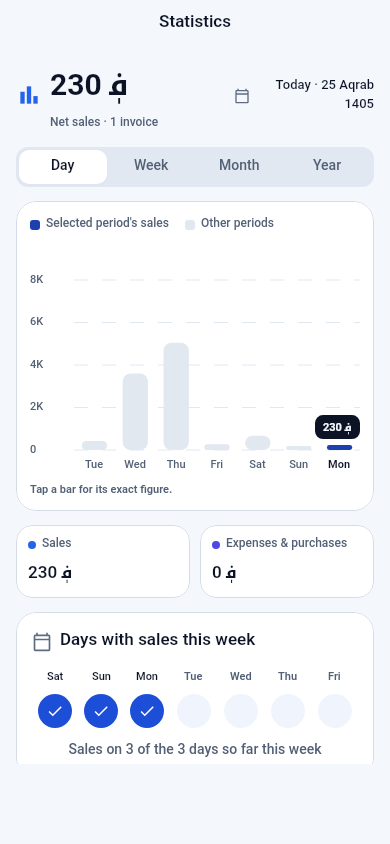 Statistics
230 ؋
Net sales · 1 invoice
Today · 25 Aqrab
1405
Day
Week
Month
Year
Selected period's sales
Other periods
8K
6K
4K
2K
0
230 ؋
Tue
Wed
Thu
Fri
Sat
Sun
Mon
Tap a bar for its exact figure.
Sales
230 ؋
Expenses & purchases
0 ؋
Days with sales this week
Sat
Sun
Mon
Tue
Wed
Thu
Fri
Sales on 3 of the 3 days so far this week